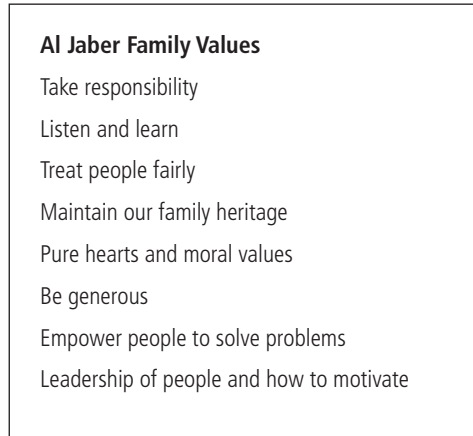 Al Jaber Family Values
Take responsibility
Listen and learn
Treat people fairly
Maintain our family heritage
Pure hearts and moral values
Be generous
Empower people to solve problems
Leadership of people and how to motivate